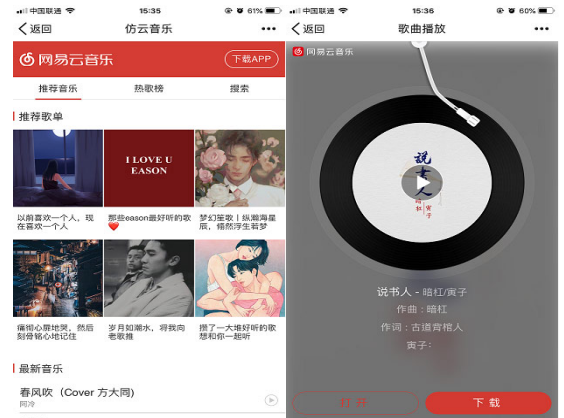 中国联通 15:35 61%
返回 仿云音乐
网易云音乐 下载APP
推荐音乐 热歌榜 搜索
推荐歌单
I LOVE U
EASON
以前喜欢一个人，现
在喜欢一个人
那些eason最好听的歌
❤️
梦幻笙歌丨纵瀚海星
辰，倏然浮生若梦
痛彻心扉地哭，然后
刻骨铭心地记住
岁月如潮水，将我向
老歌推
攒了一大堆好听的歌
想和你一起听
最新音乐
春风吹（Cover 方大同)
阿冷
中国联通 15:36 60%
返回 歌曲播放
网易云音乐
说书人
暗杠
寅子
说书人 - 暗杠/寅子
作曲 : 暗杠
作词 : 古道背棺人
寅子:
打 开 下 载